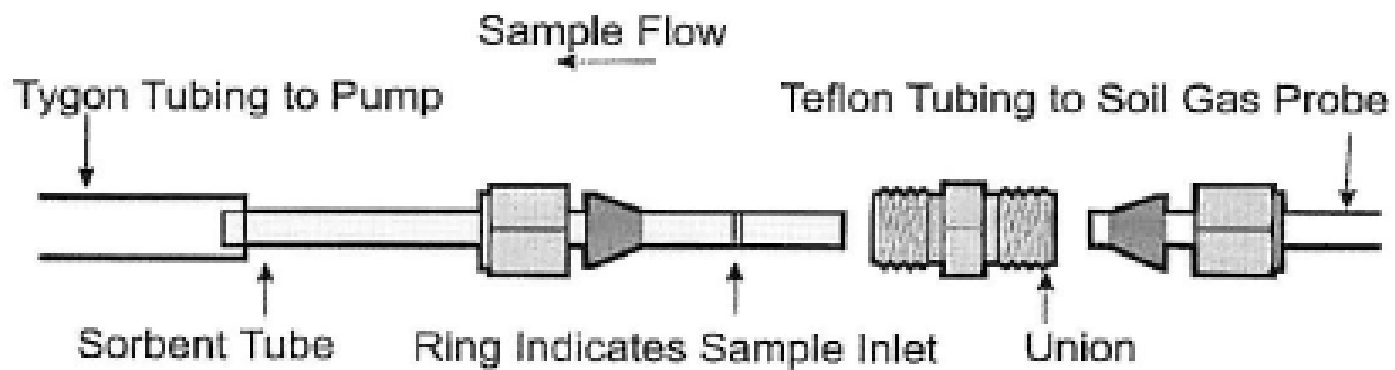 Sample Flow
Tygon Tubing to Pump
Teflon Tubing to Soil Gas Probe
Sorbent Tube
Ring Indicates Sample Inlet
Union